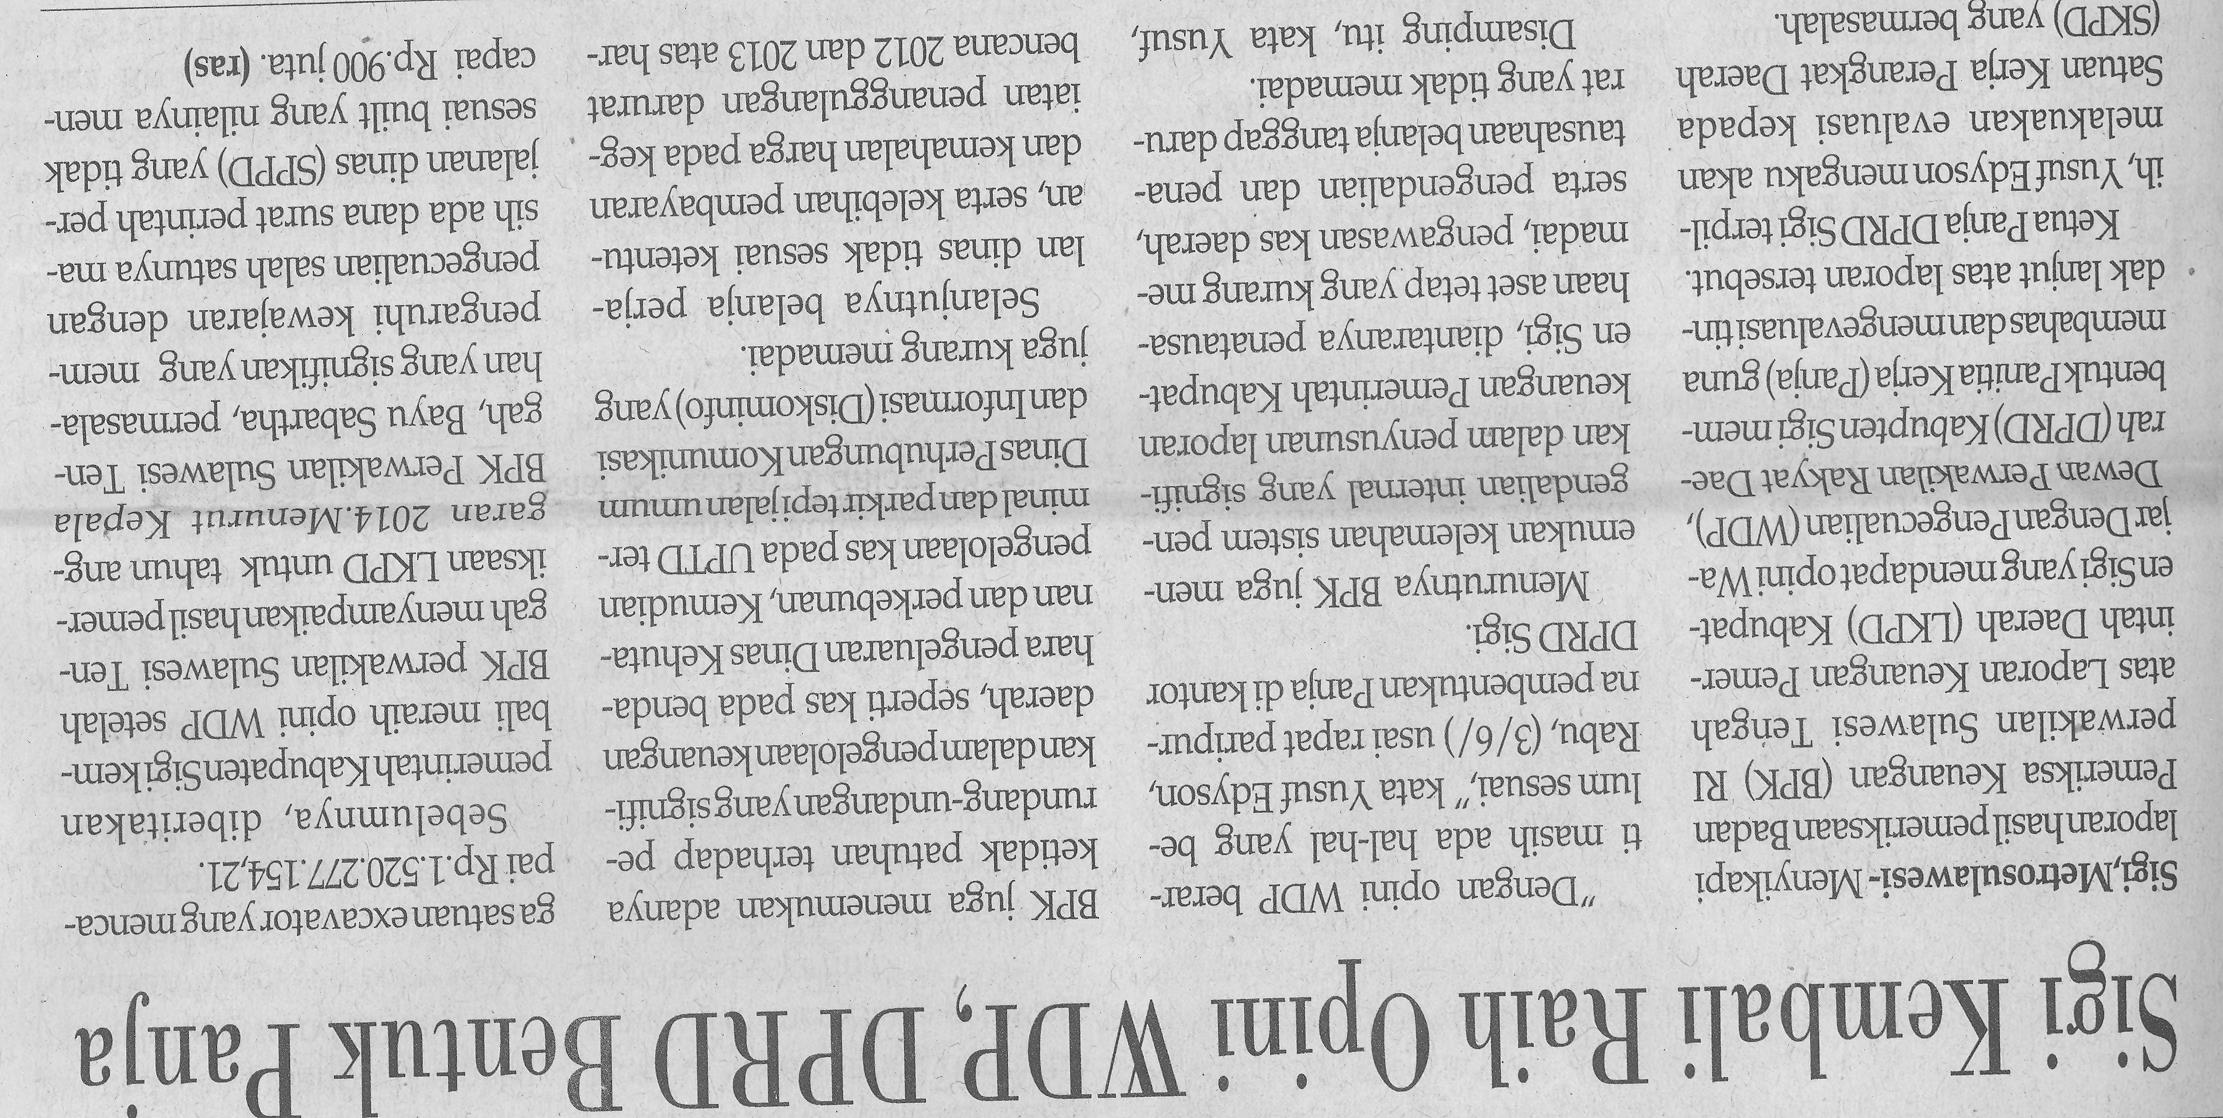 Sigi Kembali Raih Opini WDP, DPRD Bentuk Panja
Sigi, Metrosulawesi- Menyikapi
laporan hasil pemeriksaan Badan
Pemeriksa Keuangan (BPK) RI
perwakilan Sulawesi Tengah
atas Laporan Keuangan Pemer-
intah Daerah (LKPD) Kabupat-
en Sigi yang mendapat opini Wa-
jar Dengan Pengecualian (WDP),
Dewan Perwakilan Rakyat Dae-
rah (DPRD) Kabupten Sigi mem-
bentuk Panitia Kerja (Panja) guna
membahas dan mengevaluasi tin-
dak lanjut atas laporan tersebut.
Ketua Panja DPRD Sigi terpil-
ih, Yusuf Edyson mengaku akan
melakuakan evaluasi kepada
Satuan Kerja Perangkat Daerah
(SKPD) yang bermasalah.
"Dengan opini WDP berar-
ti masih ada hal-hal yang be-
lum sesuai," kata Yusuf Edyson,
Rabu, (3/6/) usai rapat paripur-
na pembentukan Panja di kantor
DPRD Sigi.
Menurutnya BPK juga men-
emukan kelemahan sistem pen-
gendalian internal yang signifi-
kan dalam penyusunan laporan
keuangan Pemerintah Kabupat-
en Sigi, diantaranya penatausa-
haan aset tetap yang kurang me-
madai, pengawasan kas daerah,
serta pengendalian dan pena-
tausahaan belanja tanggap daru-
rat yang tidak memadai.
Disamping itu, kata Yusuf,
BPK juga menemukan adanya
ketidak patuhan terhadap pe-
rundang-undangan yang signifi-
kan dalam pengelolaan keuangan
daerah, seperti kas pada benda-
hara pengeluaran Dinas Kehuta-
nan dan perkebunan, Kemudian
pengelolaan kas pada UPTD ter-
minal dan parkir tepi jalan umum
Dinas Perhubungan Komunikasi
dan Informasi (Diskominfo) yang
juga kurang memadai.
Selanjutnya belanja perja-
lan dinas tidak sesuai ketentu-
an, serta kelebihan pembayaran
dan kemahalan harga pada keg-
iatan penanggulangan darurat
bencana 2012 dan 2013 atas har-
ga satuan excavator yang menca-
pai Rp.1.520.277.154,21.
Sebelumnya, diberitakan
pemerintah Kabupaten Sigi kem-
bali meraih opini WDP setelah
BPK perwakilan Sulawesi Ten-
gah menyampaikan hasil pemer-
iksaan LKPD untuk tahun ang-
garan 2014. Menurut Kepala
BPK Perwakilan Sulawesi Ten-
gah, Bayu Sabartha, permasala-
han yang signifikan yang mem-
pengaruhi kewajaran dengan
pengecualian salah satunya ma-
sih ada dana surat perintah per-
jalanan dinas (SPPD) yang tidak
sesuai built yang nilainya men-
capai Rp.900 juta. (ras)